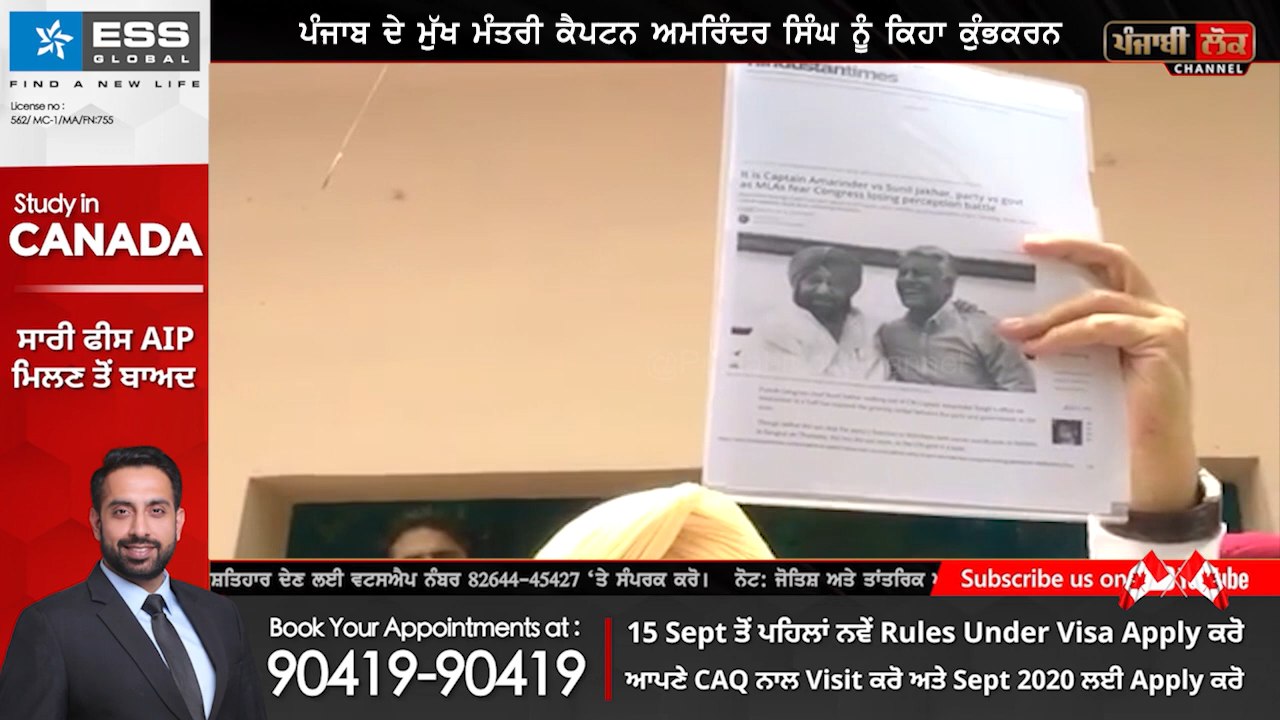 ESS
GLOBAL
FIND A NEW LIFE
License no :
562/ MC-1/MA/FN:755
ਪੰਜਾਬ ਦੇ ਮੁੱਖ ਮੰਤਰੀ ਕੈਪਟਨ ਅਮਰਿੰਦਰ ਸਿੰਘ ਨੂੰ ਕਿਹਾ ਕੁੰਭਕਰਨ
ਪੰਜਾਬੀ ਲੋਕ
CHANNEL
hindustantimes
It is Captain Amarinder vs Sunil Jakhar, party vs govt
as MLAs fear Congress losing perception battle
Study in
CANADA
ਸਾਰੀ ਫੀਸ AIP
ਮਿਲਣ ਤੋਂ ਬਾਅਦ
ਸ਼ਤਿਹਾਰ ਦੇਣ ਲਈ ਵਟਸਐਪ ਨੰਬਰ 82644-45427 ‘ਤੇ ਸੰਪਰਕ ਕਰੋ। ਨੋਟ: ਜੋਤਿਸ਼ ਅਤੇ ਤਾਂਤਰਿਕ
Subscribe us on
Book Your Appointments at :
90419-90419
15 Sept ਤੋਂ ਪਹਿਲਾਂ ਨਵੇਂ Rules Under Visa Apply ਕਰੋ
ਆਪਣੇ CAQ ਨਾਲ Visit ਕਰੋ ਅਤੇ Sept 2020 ਲਈ Apply ਕਰੋ